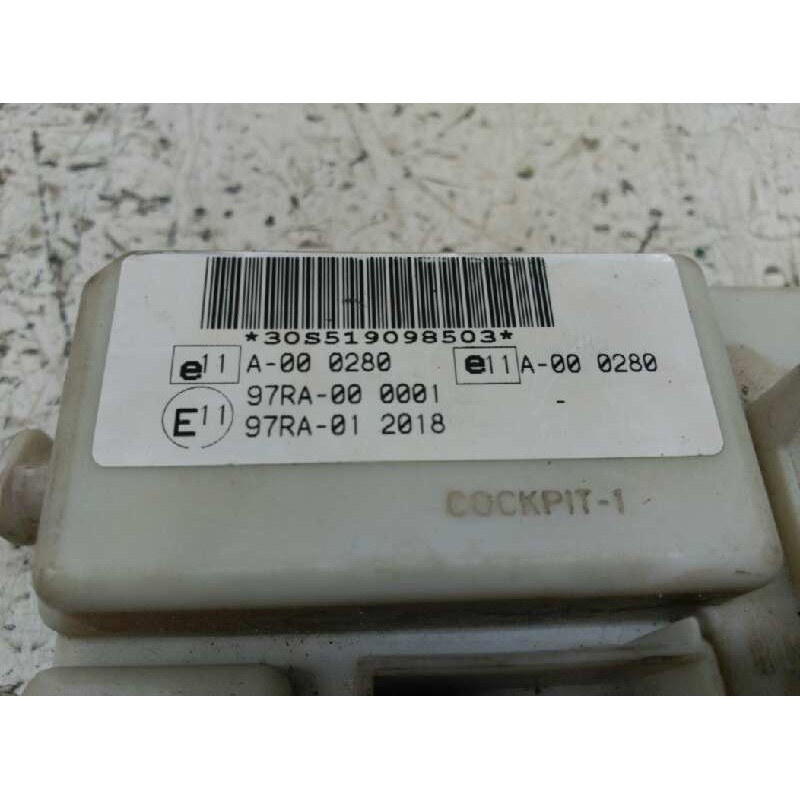 *30S519098503*
e11 A-00 0280 e11 A-00 0280
97RA-00 0001 -
E11 97RA-01 2018
COCKPIT-1